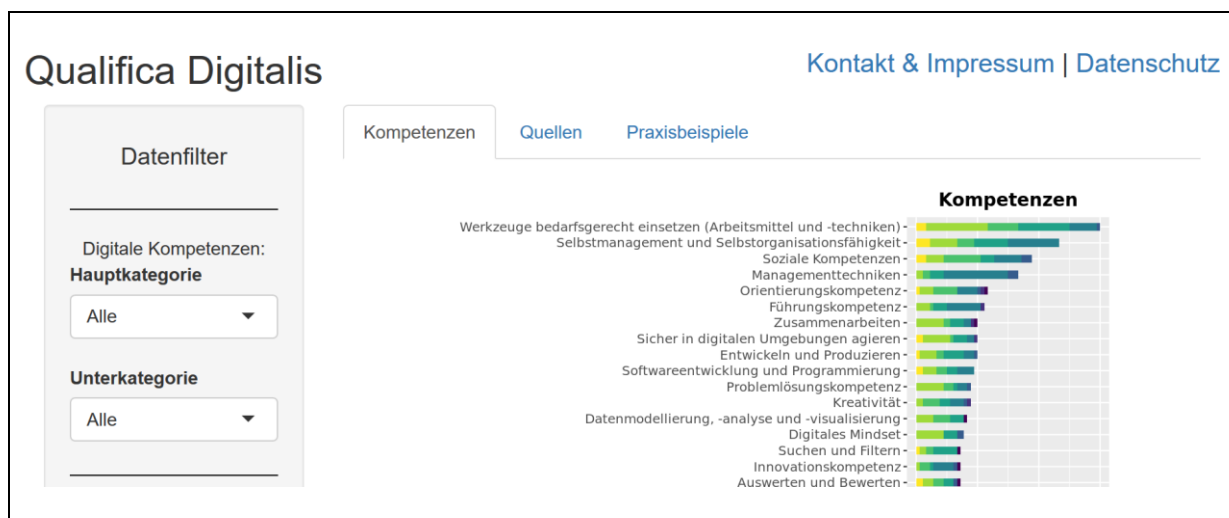 Qualifica Digitalis
Kontakt & Impressum | Datenschutz
Datenfilter
Digitale Kompetenzen:
Hauptkategorie
Alle
Unterkategorie
Alle
Kompetenzen
Quellen
Praxisbeispiele
Kompetenzen
Werkzeuge bedarfsgerecht einsetzen (Arbeitsmittel und -techniken)
Selbstmanagement und Selbstorganisationsfähigkeit
Soziale Kompetenzen
Managementtechniken
Orientierungskompetenz
Führungskompetenz
Zusammenarbeiten
Sicher in digitalen Umgebungen agieren
Entwickeln und Produzieren
Softwareentwicklung und Programmierung
Problemlösungskompetenz
Kreativität
Datenmodellierung, -analyse und -visualisierung
Digitales Mindset
Suchen und Filtern
Innovationskompetenz
Auswerten und Bewerten